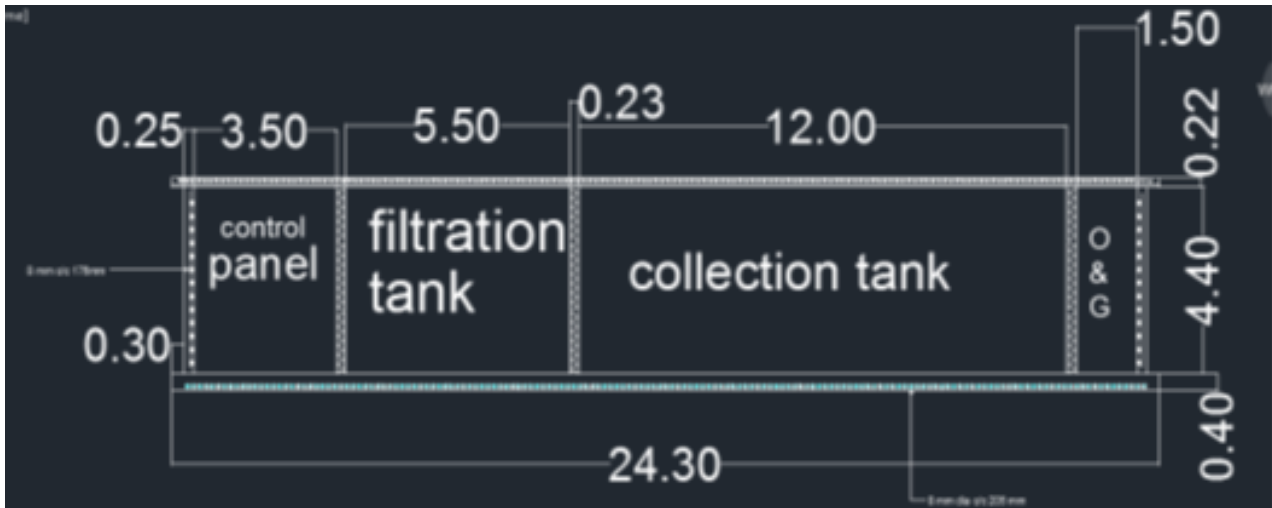 1.50
0.25 3.50 5.50 0.23 12.00 0.22
control
panel
filtration
tank
collection tank
O
&
G
4.40
0.30
0.40
24.30